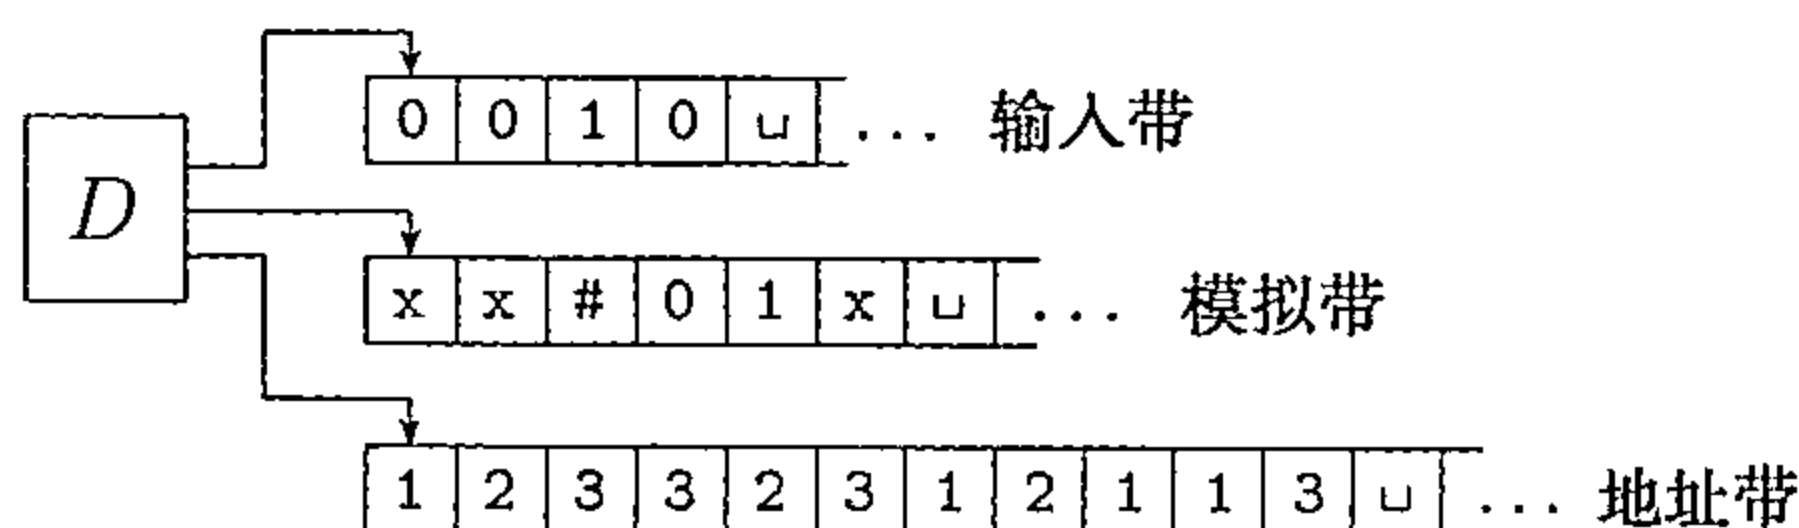 0 0 1 0 ⊔ ... 输入带
D
x x # 0 1 x ⊔ ... 模拟带
1 2 3 3 2 3 1 2 1 1 3 ⊔ ... 地址带